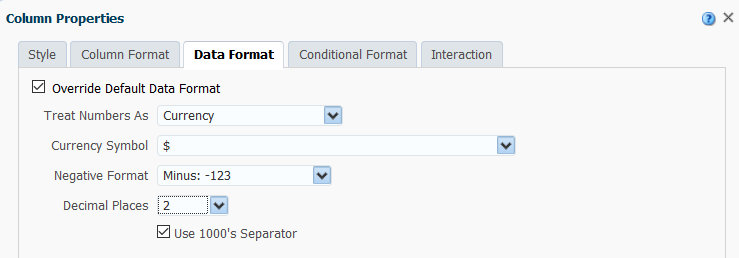 Column Properties
Style Column Format Data Format Conditional Format Interaction
Override Default Data Format
Treat Numbers As Currency
Currency Symbol $
Negative Format Minus: -123
Decimal Places 2
Use 1000's Separator